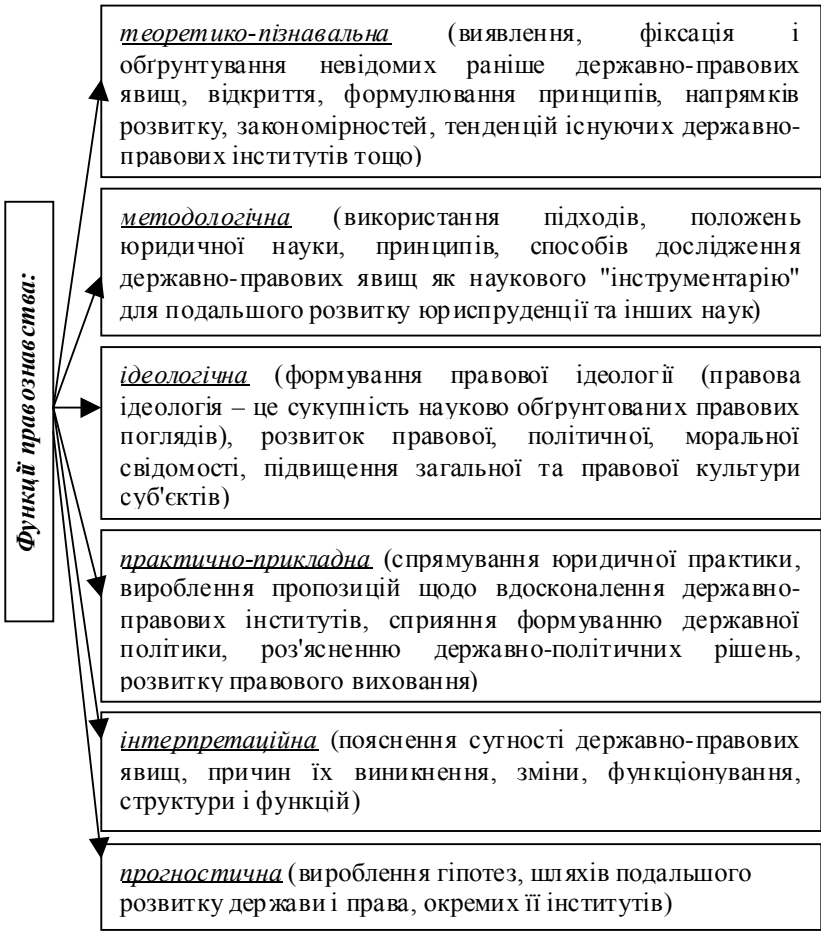 Функції правознавства:
теоретико-пізнавальна (виявлення, фіксація і
обґрунтування невідомих раніше державно-правових
явищ, відкриття, формулювання принципів, напрямків
розвитку, закономірностей, тенденцій існуючих державно-
правових інститутів тощо)
методологічна (використання підходів, положень
юридичної науки, принципів, способів дослідження
державно-правових явищ як наукового "інструментарію"
для подальшого розвитку юриспруденції та інших наук)
ідеологічна (формування правової ідеології (правова
ідеологія – це сукупність науково обґрунтованих правових
поглядів), розвиток правової, політичної, моральної
свідомості, підвищення загальної та правової культури
суб'єктів)
практично-прикладна (спрямування юридичної практики,
вироблення пропозицій щодо вдосконалення державно-
правових інститутів, сприяння формуванню державної
політики, роз'ясненню державно-політичних рішень,
розвитку правового виховання)
інтерпретаційна (пояснення сутності державно-правових
явищ, причин їх виникнення, зміни, функціонування,
структури і функцій)
прогностична (вироблення гіпотез, шляхів подальшого
розвитку держави і права, окремих її інститутів)